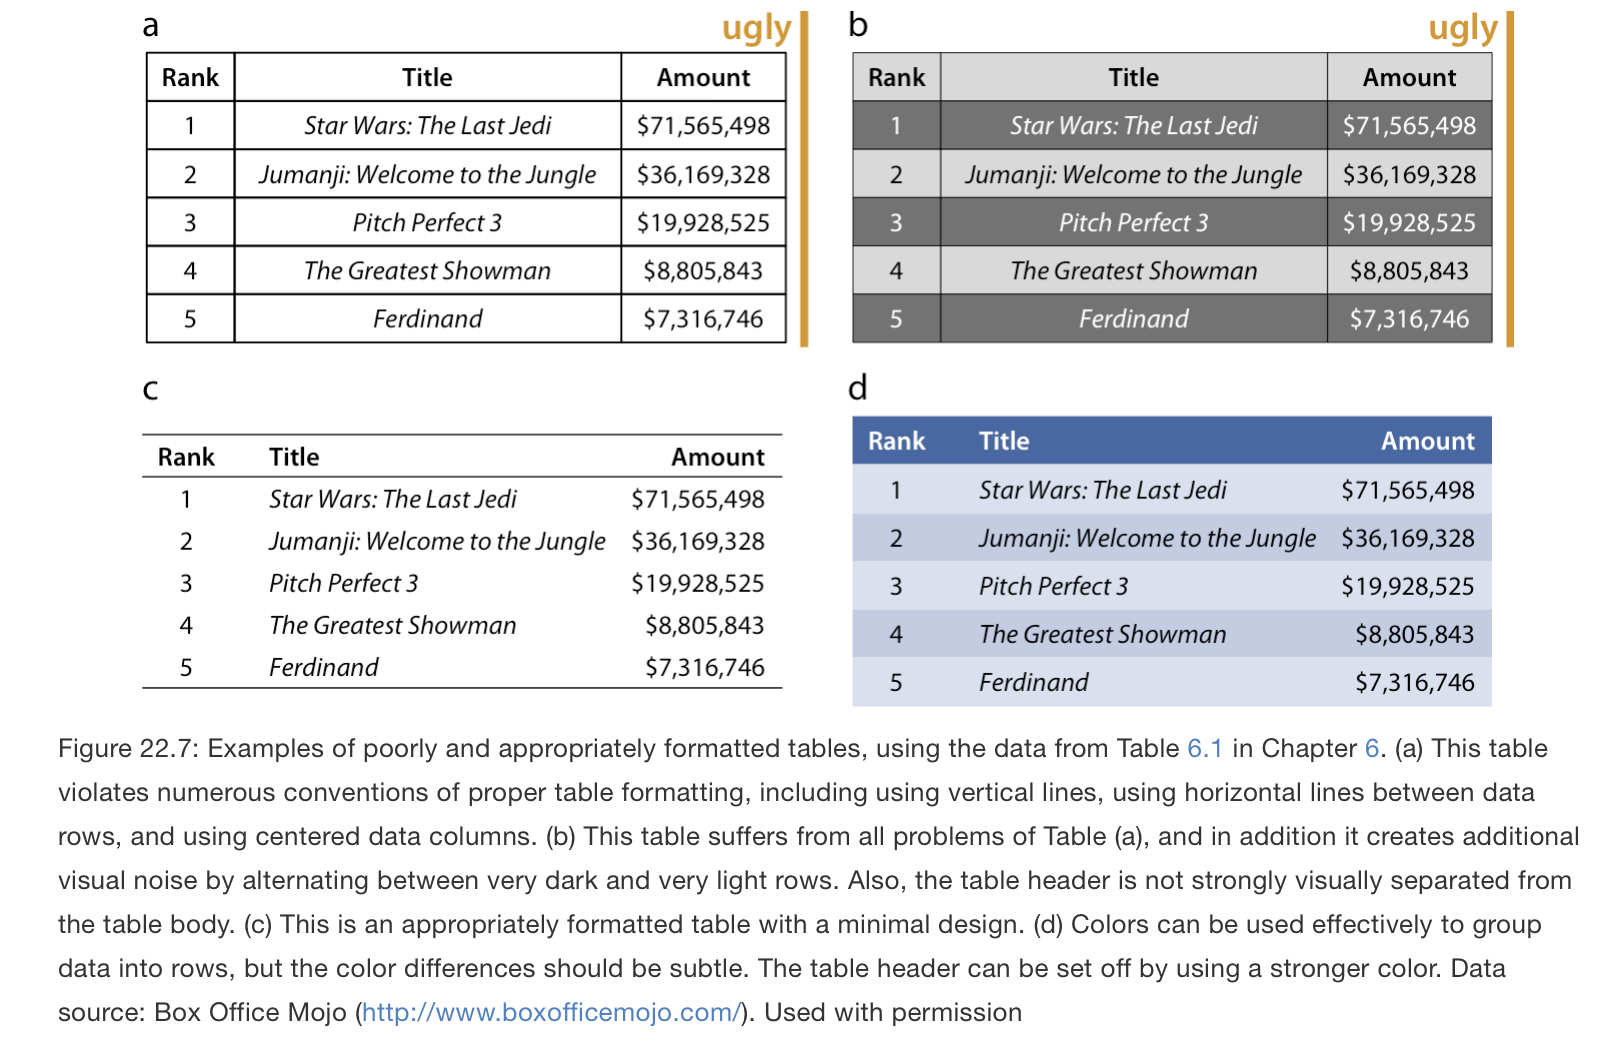 a
ugly
Rank Title Amount
1 Star Wars: The Last Jedi $71,565,498
2 Jumanji: Welcome to the Jungle $36,169,328
3 Pitch Perfect 3 $19,928,525
4 The Greatest Showman $8,805,843
5 Ferdinand $7,316,746
b
ugly
Rank Title Amount
1 Star Wars: The Last Jedi $71,565,498
2 Jumanji: Welcome to the Jungle $36,169,328
3 Pitch Perfect 3 $19,928,525
4 The Greatest Showman $8,805,843
5 Ferdinand $7,316,746
c
Rank Title Amount
1 Star Wars: The Last Jedi $71,565,498
2 Jumanji: Welcome to the Jungle $36,169,328
3 Pitch Perfect 3 $19,928,525
4 The Greatest Showman $8,805,843
5 Ferdinand $7,316,746
d
Rank Title Amount
1 Star Wars: The Last Jedi $71,565,498
2 Jumanji: Welcome to the Jungle $36,169,328
3 Pitch Perfect 3 $19,928,525
4 The Greatest Showman $8,805,843
5 Ferdinand $7,316,746
Figure 22.7: Examples of poorly and appropriately formatted tables, using the data from Table 6.1 in Chapter 6. (a) This table
violates numerous conventions of proper table formatting, including using vertical lines, using horizontal lines between data
rows, and using centered data columns. (b) This table suffers from all problems of Table (a), and in addition it creates additional
visual noise by alternating between very dark and very light rows. Also, the table header is not strongly visually separated from
the table body. (c) This is an appropriately formatted table with a minimal design. (d) Colors can be used effectively to group
data into rows, but the color differences should be subtle. The table header can be set off by using a stronger color. Data
source: Box Office Mojo (http://www.boxofficemojo.com/). Used with permission